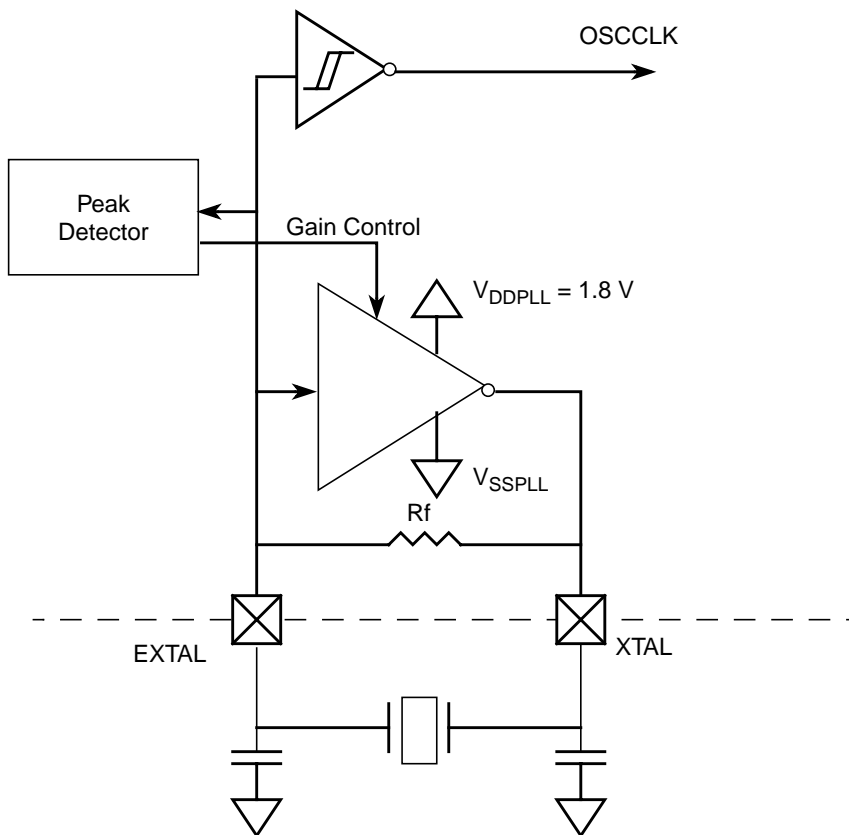 OSCCLK
Peak
Detector
Gain Control
VDDPLL = 1.8 V
VSSPLL
Rf
EXTAL
XTAL